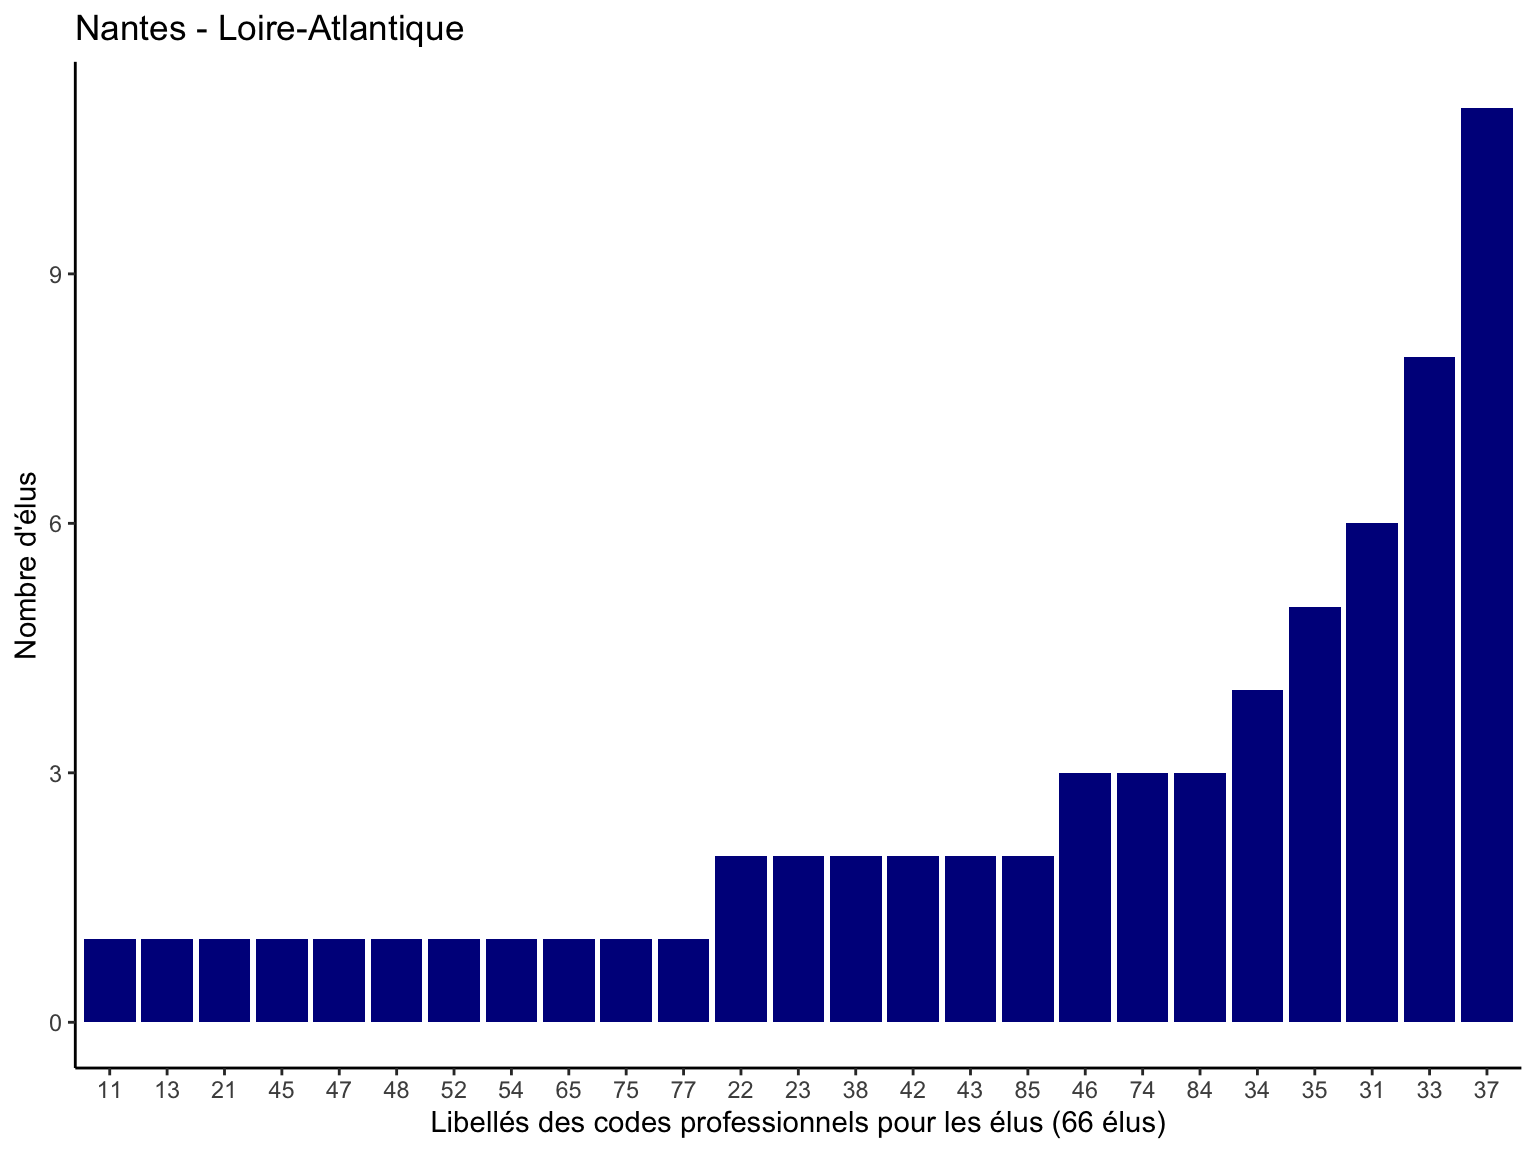 Nantes - Loire-Atlantique
Nombre d'élus
9
6
3
0
11 13 21 45 47 48 52 54 65 75 77 22 23 38 42 43 85 46 74 84 34 35 31 33 37
Libellés des codes professionnels pour les élus (66 élus)